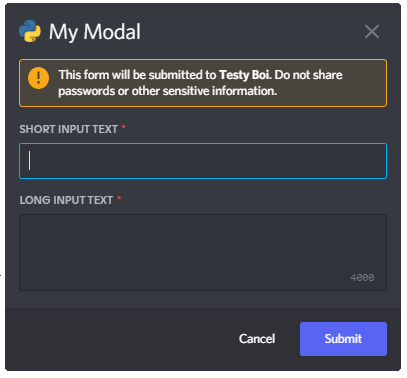 My Modal
This form will be submitted to Testy Boi. Do not share
passwords or other sensitive information.
SHORT INPUT TEXT *
LONG INPUT TEXT *
4000
Cancel
Submit